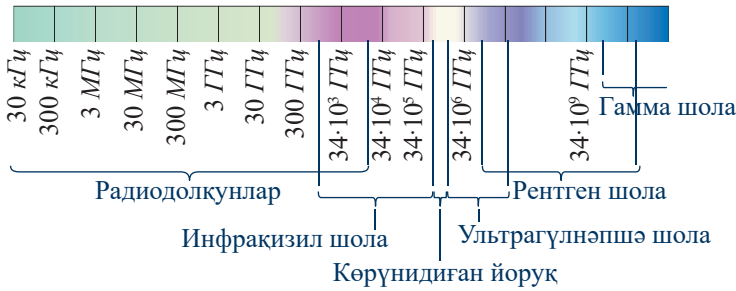 30 кГц
300 кГц
3 МГц
30 МГц
300 МГц
3 ГГц
30 ГГц
300 ГГц
34·10³ ГГц
34·10⁴ ГГц
34·10⁵ ГГц
34·10⁶ ГГц
34·10⁹ ГГц
Гамма шола
Радиодолқунлар
Рентген шола
Инфрақизил шола
Ультрагүлнәпшә шола
Көрүнидиған йоруқ